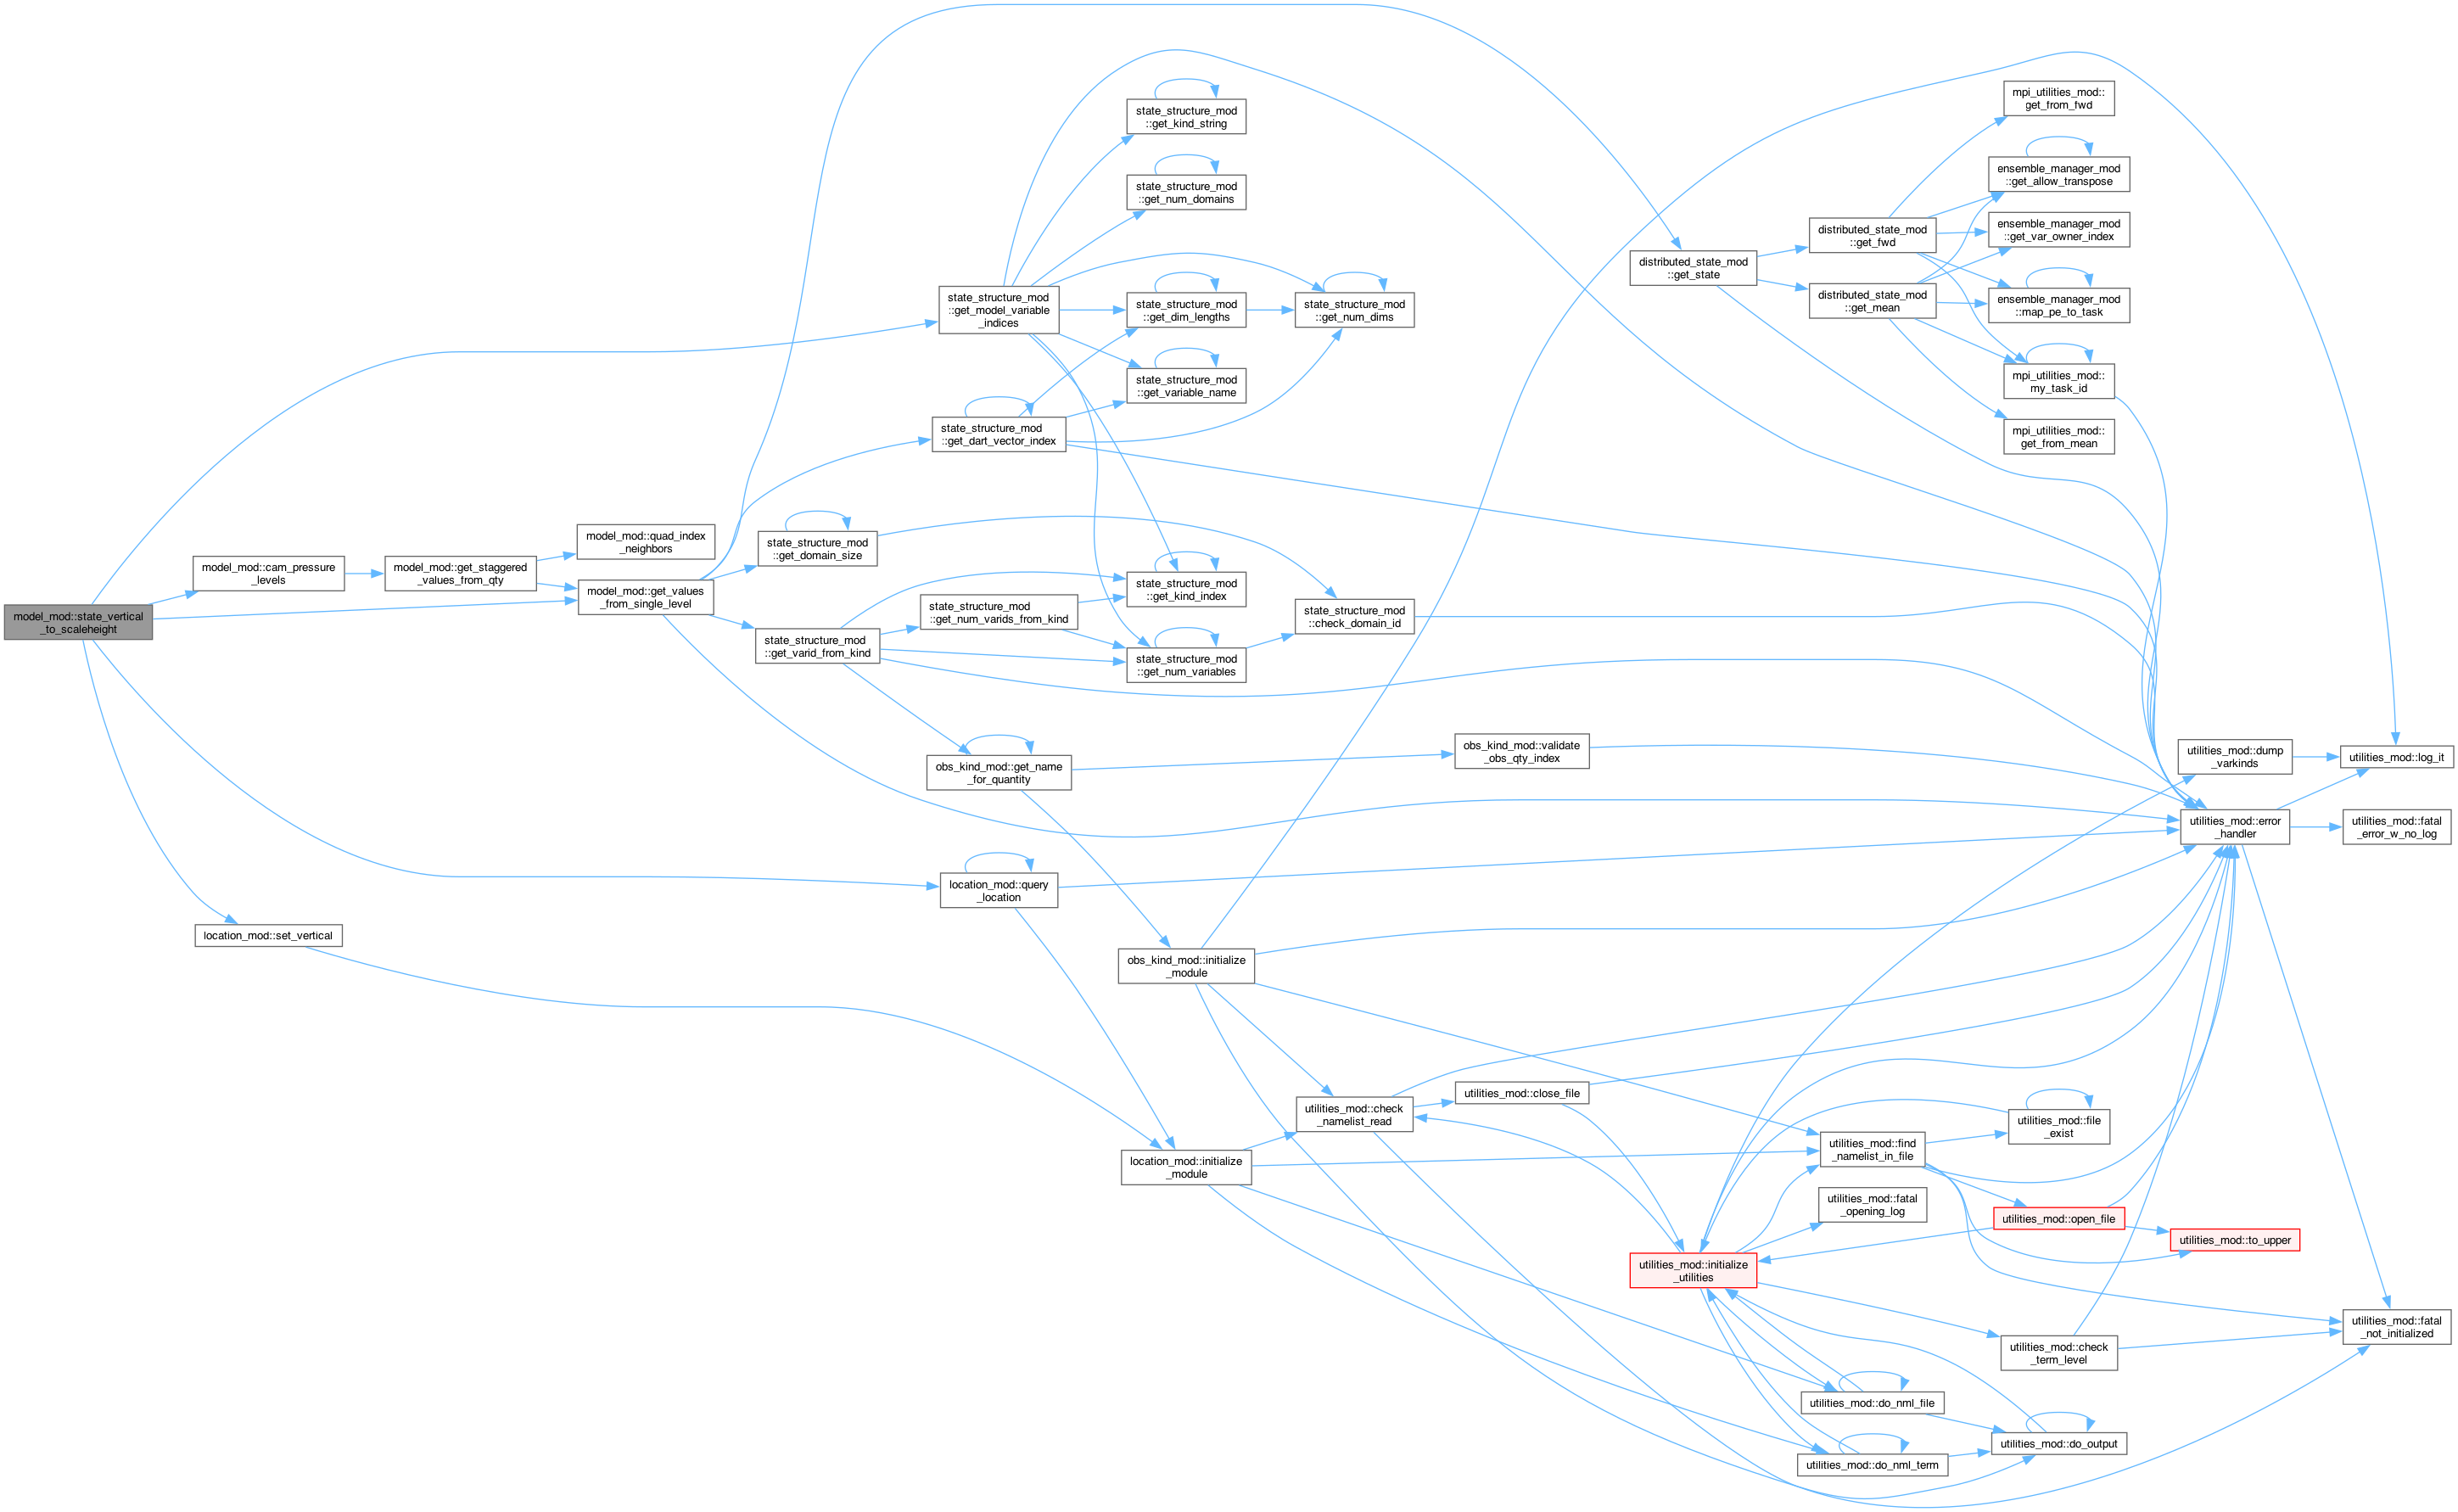 model_mod::state_vertical
_to_scaleheight
model_mod::cam_pressure
_levels
location_mod::set_vertical
model_mod::get_staggered
_values_from_qty
model_mod::quad_index
_neighbors
model_mod::get_values
_from_single_level
state_structure_mod
::get_domain_size
state_structure_mod
::get_varid_from_kind
state_structure_mod
::get_model_variable
_indices
state_structure_mod
::get_dart_vector_index
state_structure_mod
::get_num_varids_from_kind
obs_kind_mod::get_name
_for_quantity
location_mod::query
_location
state_structure_mod
::get_kind_string
state_structure_mod
::get_num_domains
state_structure_mod
::get_dim_lengths
state_structure_mod
::get_variable_name
state_structure_mod
::get_kind_index
state_structure_mod
::get_num_variables
obs_kind_mod::initialize
_module
location_mod::initialize
_module
state_structure_mod
::get_num_dims
state_structure_mod
::check_domain_id
utilities_mod::check
_namelist_read
obs_kind_mod::validate
_obs_qty_index
utilities_mod::close_file
distributed_state_mod
::get_state
utilities_mod::initialize
_utilities
distributed_state_mod
::get_fwd
distributed_state_mod
::get_mean
utilities_mod::find
_namelist_in_file
utilities_mod::fatal
_opening_log
utilities_mod::do_nml_file
utilities_mod::do_nml_term
mpi_utilities_mod::
get_from_fwd
ensemble_manager_mod
::get_allow_transpose
ensemble_manager_mod
::get_var_owner_index
ensemble_manager_mod
::map_pe_to_task
mpi_utilities_mod::
my_task_id
mpi_utilities_mod::
get_from_mean
utilities_mod::file
_exist
utilities_mod::open_file
utilities_mod::check
_term_level
utilities_mod::do_output
utilities_mod::dump
_varkinds
utilities_mod::error
_handler
utilities_mod::to_upper
utilities_mod::log_it
utilities_mod::fatal
_error_w_no_log
utilities_mod::fatal
_not_initialized